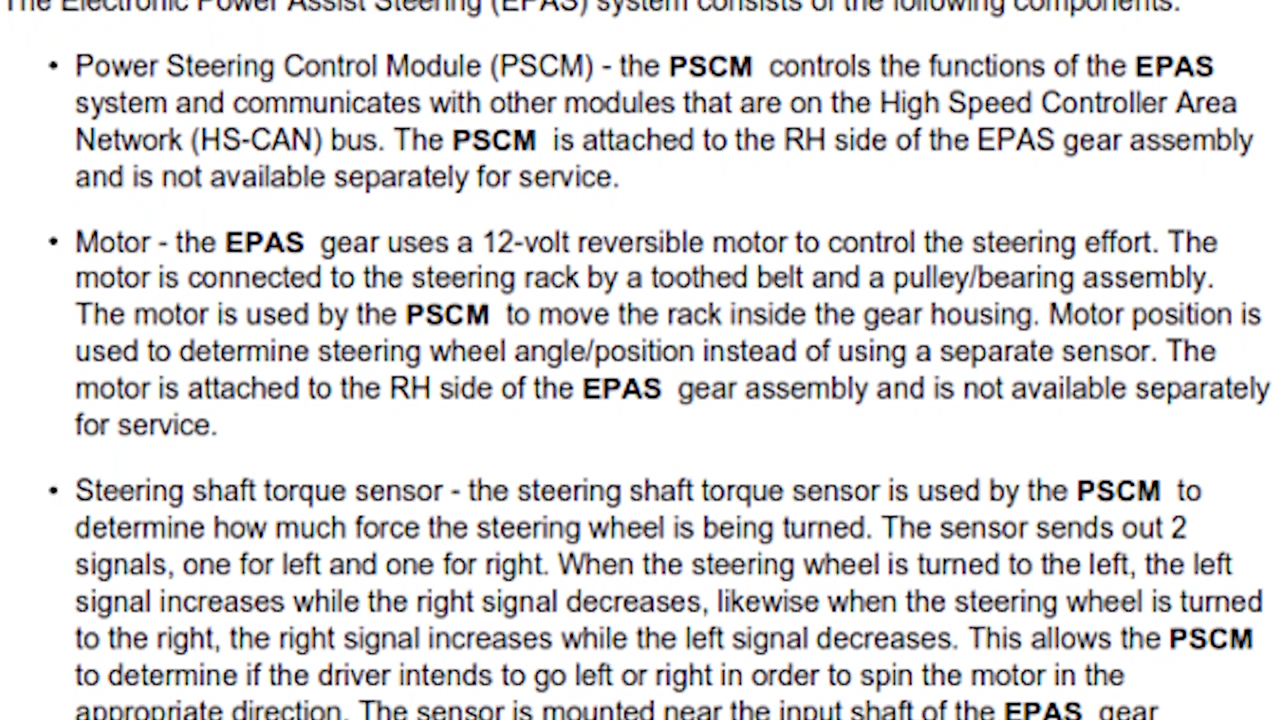 The Electronic Power Assist Steering (EPAS) system consists of the following components:
• Power Steering Control Module (PSCM) - the PSCM controls the functions of the EPAS
system and communicates with other modules that are on the High Speed Controller Area
Network (HS-CAN) bus. The PSCM is attached to the RH side of the EPAS gear assembly
and is not available separately for service.
• Motor - the EPAS gear uses a 12-volt reversible motor to control the steering effort. The
motor is connected to the steering rack by a toothed belt and a pulley/bearing assembly.
The motor is used by the PSCM to move the rack inside the gear housing. Motor position is
used to determine steering wheel angle/position instead of using a separate sensor. The
motor is attached to the RH side of the EPAS gear assembly and is not available separately
for service.
• Steering shaft torque sensor - the steering shaft torque sensor is used by the PSCM to
determine how much force the steering wheel is being turned. The sensor sends out 2
signals, one for left and one for right. When the steering wheel is turned to the left, the left
signal increases while the right signal decreases, likewise when the steering wheel is turned
to the right, the right signal increases while the left signal decreases. This allows the PSCM
to determine if the driver intends to go left or right in order to spin the motor in the
appropriate direction. The sensor is mounted near the input shaft of the EPAS gear